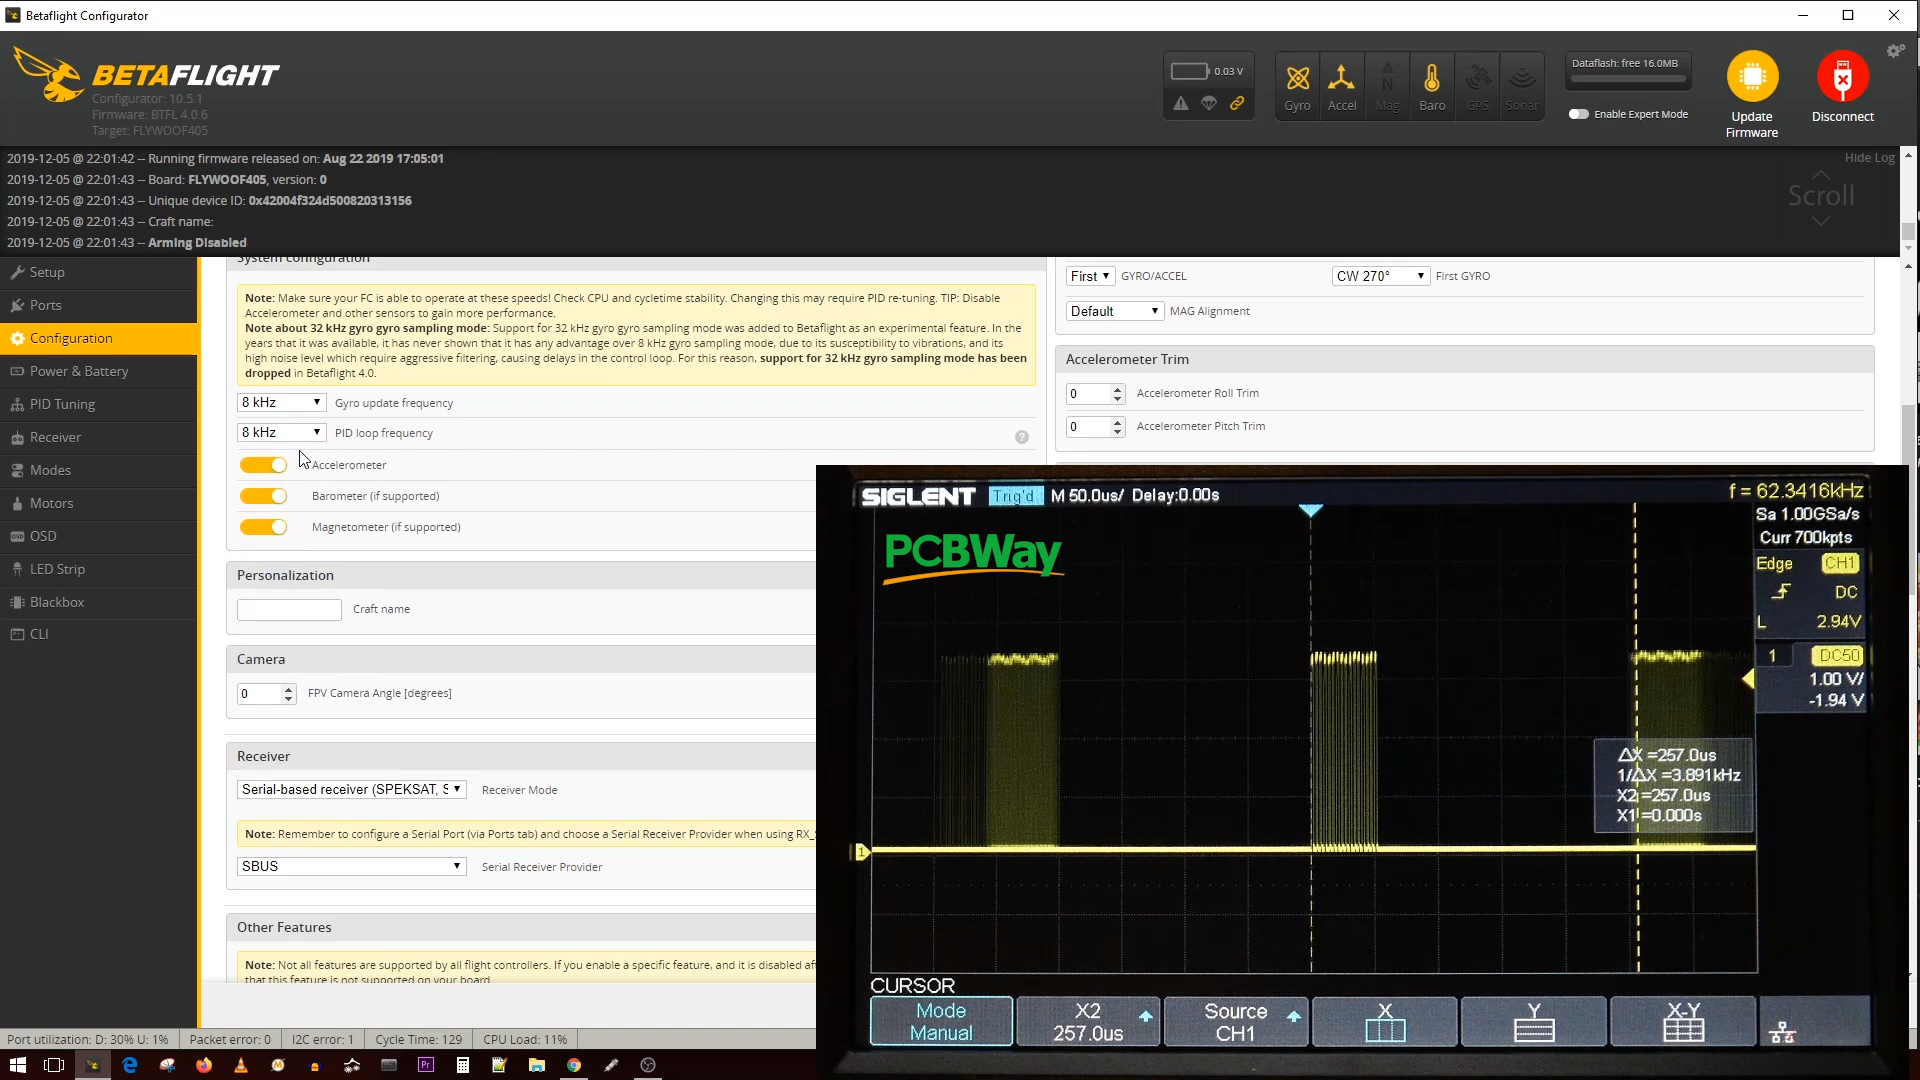 Betaflight Configurator
BETAFLIGHT
Configurator: 10.5.1
Firmware: BTFL 4.0.6
Target: FLYWOOF405
0.03 V
Gyro
Accel
Mag
Baro
GPS
Sonar
Dataflash: free 16.0MB
Enable Expert Mode
Update
Firmware
Disconnect
2019-12-05 @ 22:01:42 -- Running firmware released on: Aug 22 2019 17:05:01
2019-12-05 @ 22:01:43 -- Board: FLYWOOF405, version: 0
2019-12-05 @ 22:01:43 -- Unique device ID: 0x42004f324d500820313156
2019-12-05 @ 22:01:43 -- Craft name:
2019-12-05 @ 22:01:43 -- Arming Disabled
Hide Log
Scroll
Setup
Ports
Configuration
Power & Battery
PID Tuning
Receiver
Modes
Motors
OSD
LED Strip
Blackbox
CLI
System configuration
Note: Make sure your FC is able to operate at these speeds! Check CPU and cycletime stability. Changing this may require PID re-tuning. TIP: Disable
Accelerometer and other sensors to gain more performance.
Note about 32 kHz gyro gyro sampling mode: Support for 32 kHz gyro gyro sampling mode was added to Betaflight as an experimental feature. In the
years that it was available, it has never shown that it has any advantage over 8 kHz gyro sampling mode, due to its susceptibility to vibrations, and its
high noise level which require aggressive filtering, causing delays in the control loop. For this reason, support for 32 kHz gyro sampling mode has been
dropped in Betaflight 4.0.
8 kHz Gyro update frequency
8 kHz PID loop frequency
Accelerometer
Barometer (if supported)
Magnetometer (if supported)
Personalization
Craft name
Camera
0 FPV Camera Angle [degrees]
Receiver
Serial-based receiver (SPEKSAT, S Receiver Mode
Note: Remember to configure a Serial Port (via Ports tab) and choose a Serial Receiver Provider when using RX_
SBUS Serial Receiver Provider
Other Features
Note: Not all features are supported by all flight controllers. If you enable a specific feature, and it is disabled af
that this feature is not supported on your board
First GYRO/ACCEL CW 270° First GYRO
Default MAG Alignment
Accelerometer Trim
0 Accelerometer Roll Trim
0 Accelerometer Pitch Trim
SIGLENT Trig'd M 50.0us/ Delay:0.00s
f = 62.3416kHz
Sa 1.00GSa/s
Curr 700kpts
Edge CH1
DC
L 2.94V
1 DC50
1.00 V/
-1.94 V
PCBWay
ΔX =257.0us
1/ΔX =3.891kHz
X2=257.0us
X1=0.000s
1
CURSOR
Mode
Manual
X2
257.0us
Source
CH1
X
Y
X-Y
Port utilization: D: 30% U: 1%
Packet error: 0
I2C error: 1
Cycle Time: 129
CPU Load: 11%
Pr